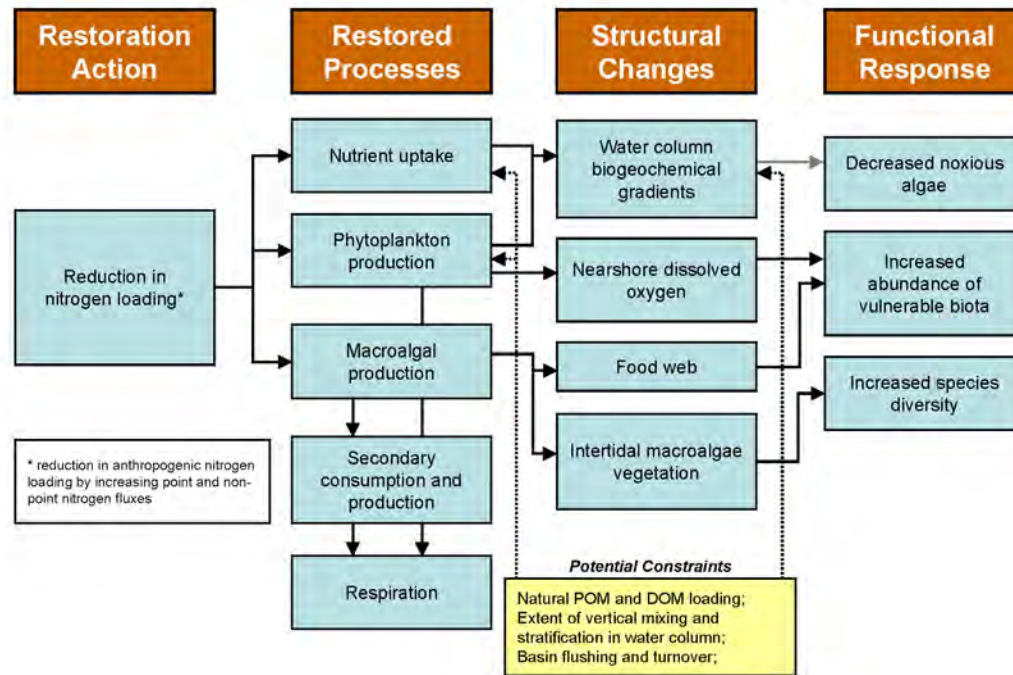 Restoration
Action
Restored
Processes
Structural
Changes
Functional
Response
Reduction in
nitrogen loading*
* reduction in anthropogenic nitrogen
loading by increasing point and non-
point nitrogen fluxes
Nutrient uptake
Phytoplankton
production
Macroalgal
production
Secondary
consumption and
production
Respiration
Water column
biogeochemical
gradients
Nearshore dissolved
oxygen
Food web
Intertidal macroalgae
vegetation
Decreased noxious
algae
Increased
abundance of
vulnerable biota
Increased species
diversity
Potential Constraints
Natural POM and DOM loading;
Extent of vertical mixing and
stratification in water column;
Basin flushing and turnover;